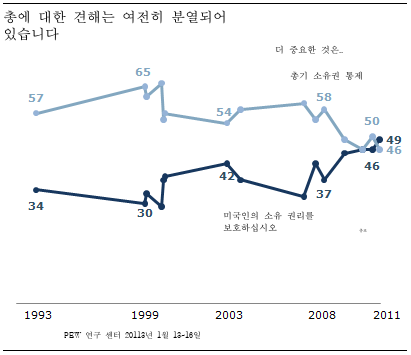 총에 대한 견해는 여전히 분열되어
있습니다
더 중요한 것은...
총기 소유권 통제
57
65
54
58
50
49
46
46
34
30
42
37
미국인의 소유 권리를
보호하십시오
1993
1999
2003
2008
2011
PEW 연구 센터 20113년 1월 13-16일